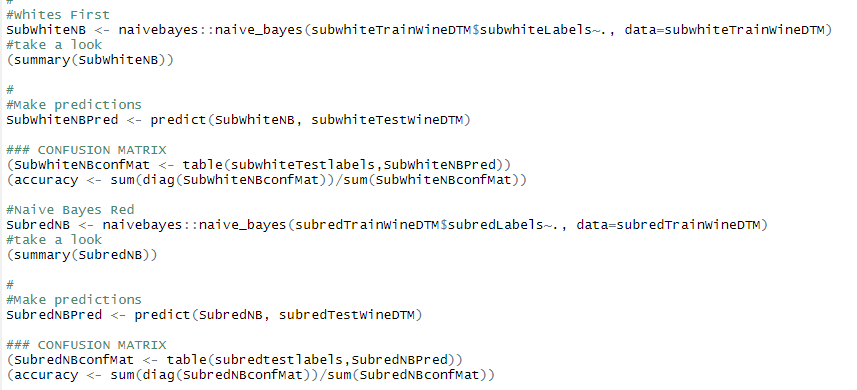 #
#Whites First
SubWhiteNB <- naivebayes::naive_bayes(subwhiteTrainWineDTM$subwhiteLabels~., data=subwhiteTrainWineDTM)
#take a look
(summary(SubWhiteNB))
#
#Make predictions
SubWhiteNBPred <- predict(SubWhiteNB, subwhiteTestWineDTM)
### CONFUSION MATRIX
(SubWhiteNBconfMat <- table(subwhiteTestlabels,SubWhiteNBPred))
(accuracy <- sum(diag(SubWhiteNBconfMat))/sum(SubWhiteNBconfMat))
#Naive Bayes Red
SubredNB <- naivebayes::naive_bayes(subredTrainWineDTM$subredLabels~., data=subredTrainWineDTM)
#take a look
(summary(SubredNB))
#
#Make predictions
SubredNBPred <- predict(SubredNB, subredTestWineDTM)
### CONFUSION MATRIX
(SubredNBconfMat <- table(subredtestlabels,SubredNBPred))
(accuracy <- sum(diag(SubredNBconfMat))/sum(SubredNBconfMat))